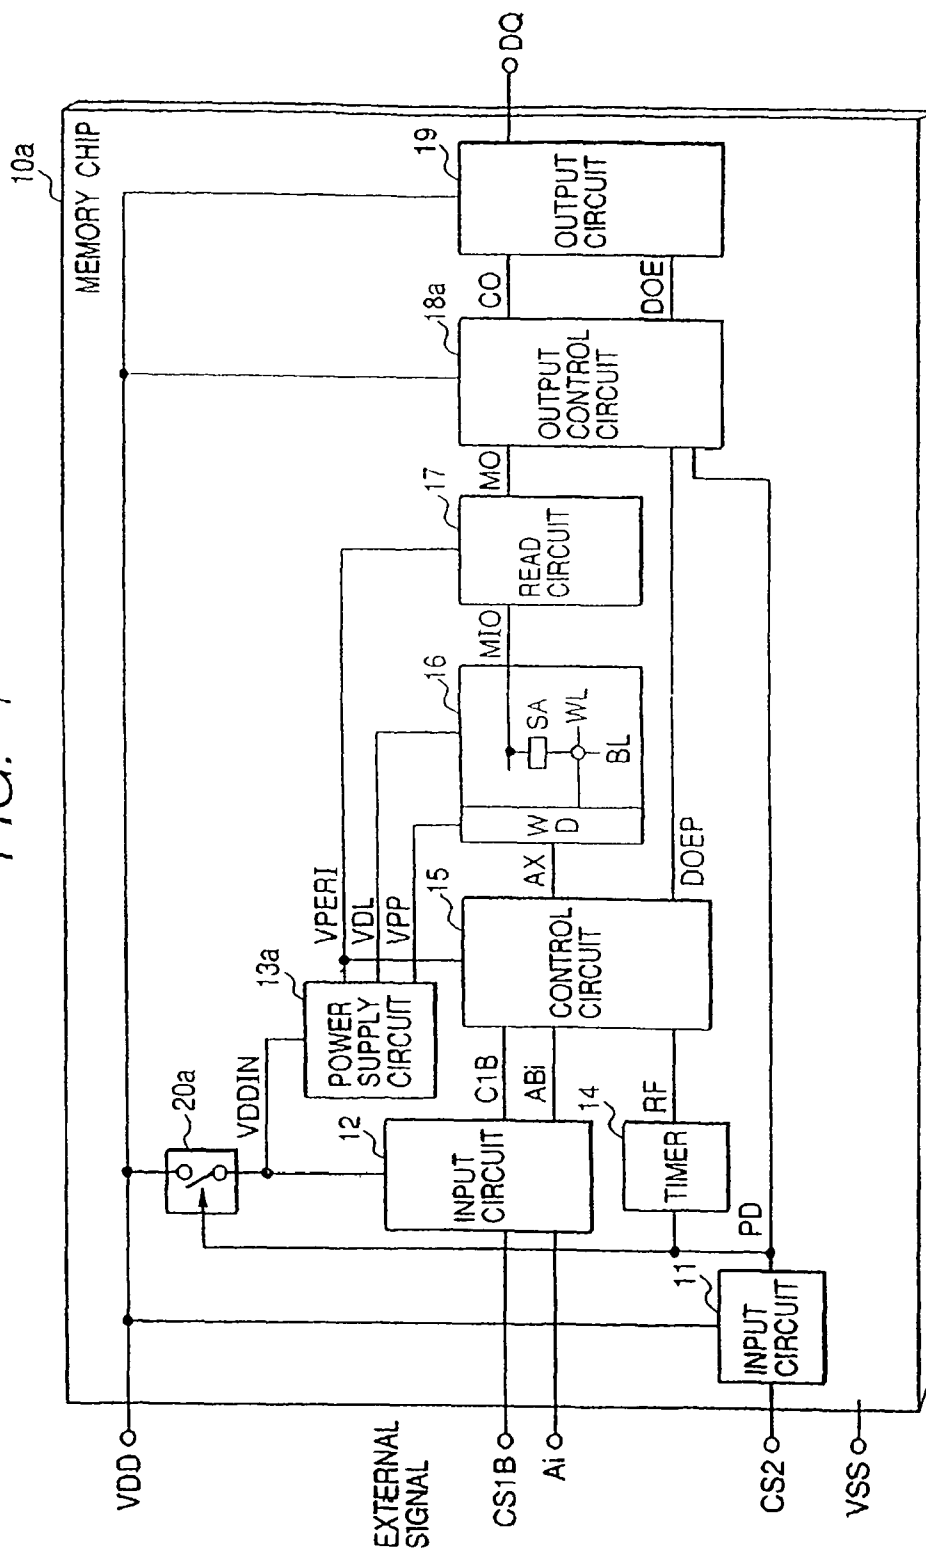 FIG. 1
10a
MEMORY CHIP
VDD
20a
VDDIN
13a
POWER
SUPPLY
CIRCUIT
VPERI
VDL
VPP
EXTERNAL
SIGNAL
CS1B
Ai
12
INPUT
CIRCUIT
C1B
ABi
15
CONTROL
CIRCUIT
AX
16
W
D
SA
WL
BL
MIO
17
READ
CIRCUIT
MO
18a
OUTPUT
CONTROL
CIRCUIT
CO
DOE
19
OUTPUT
CIRCUIT
DQ
14
TIMER
RF
DOEP
CS2
11
INPUT
CIRCUIT
PD
VSS